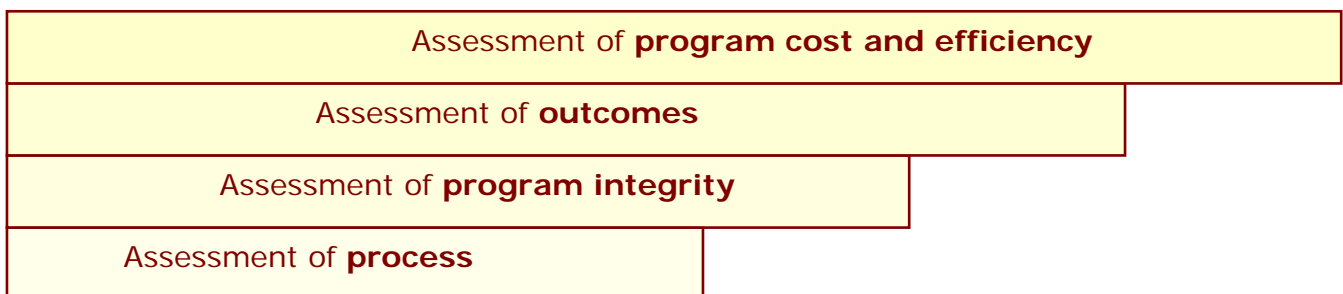 Assessment of program cost and efficiency
Assessment of outcomes
Assessment of program integrity
Assessment of process